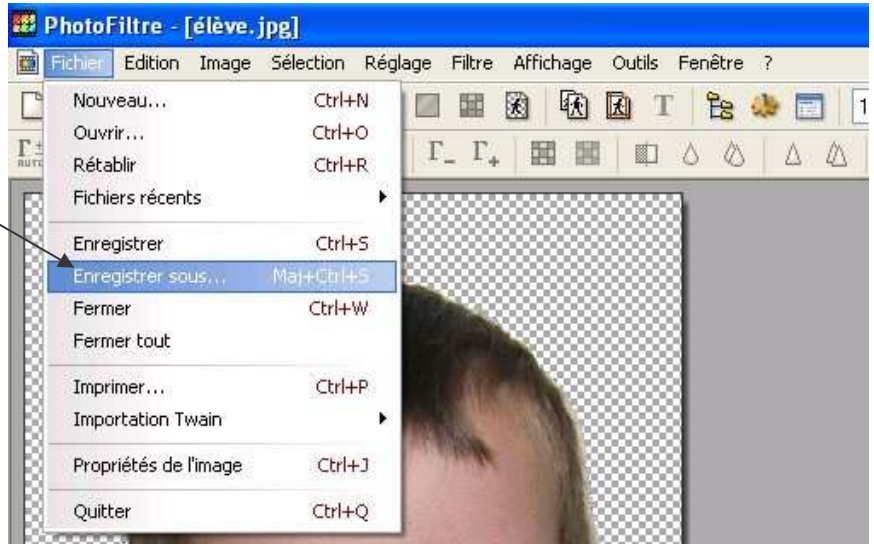 PhotoFiltre - [élève.jpg]
Fichier Edition Image Sélection Réglage Filtre Affichage Outils Fenêtre ?
Nouveau... Ctrl+N
Ouvrir... Ctrl+O
Rétablir Ctrl+R
Fichiers récents
Enregistrer Ctrl+S
Enregistrer sous... Maj+Ctrl+S
Fermer Ctrl+W
Fermer tout
Imprimer... Ctrl+P
Importation Twain
Propriétés de l'image Ctrl+J
Quitter Ctrl+Q